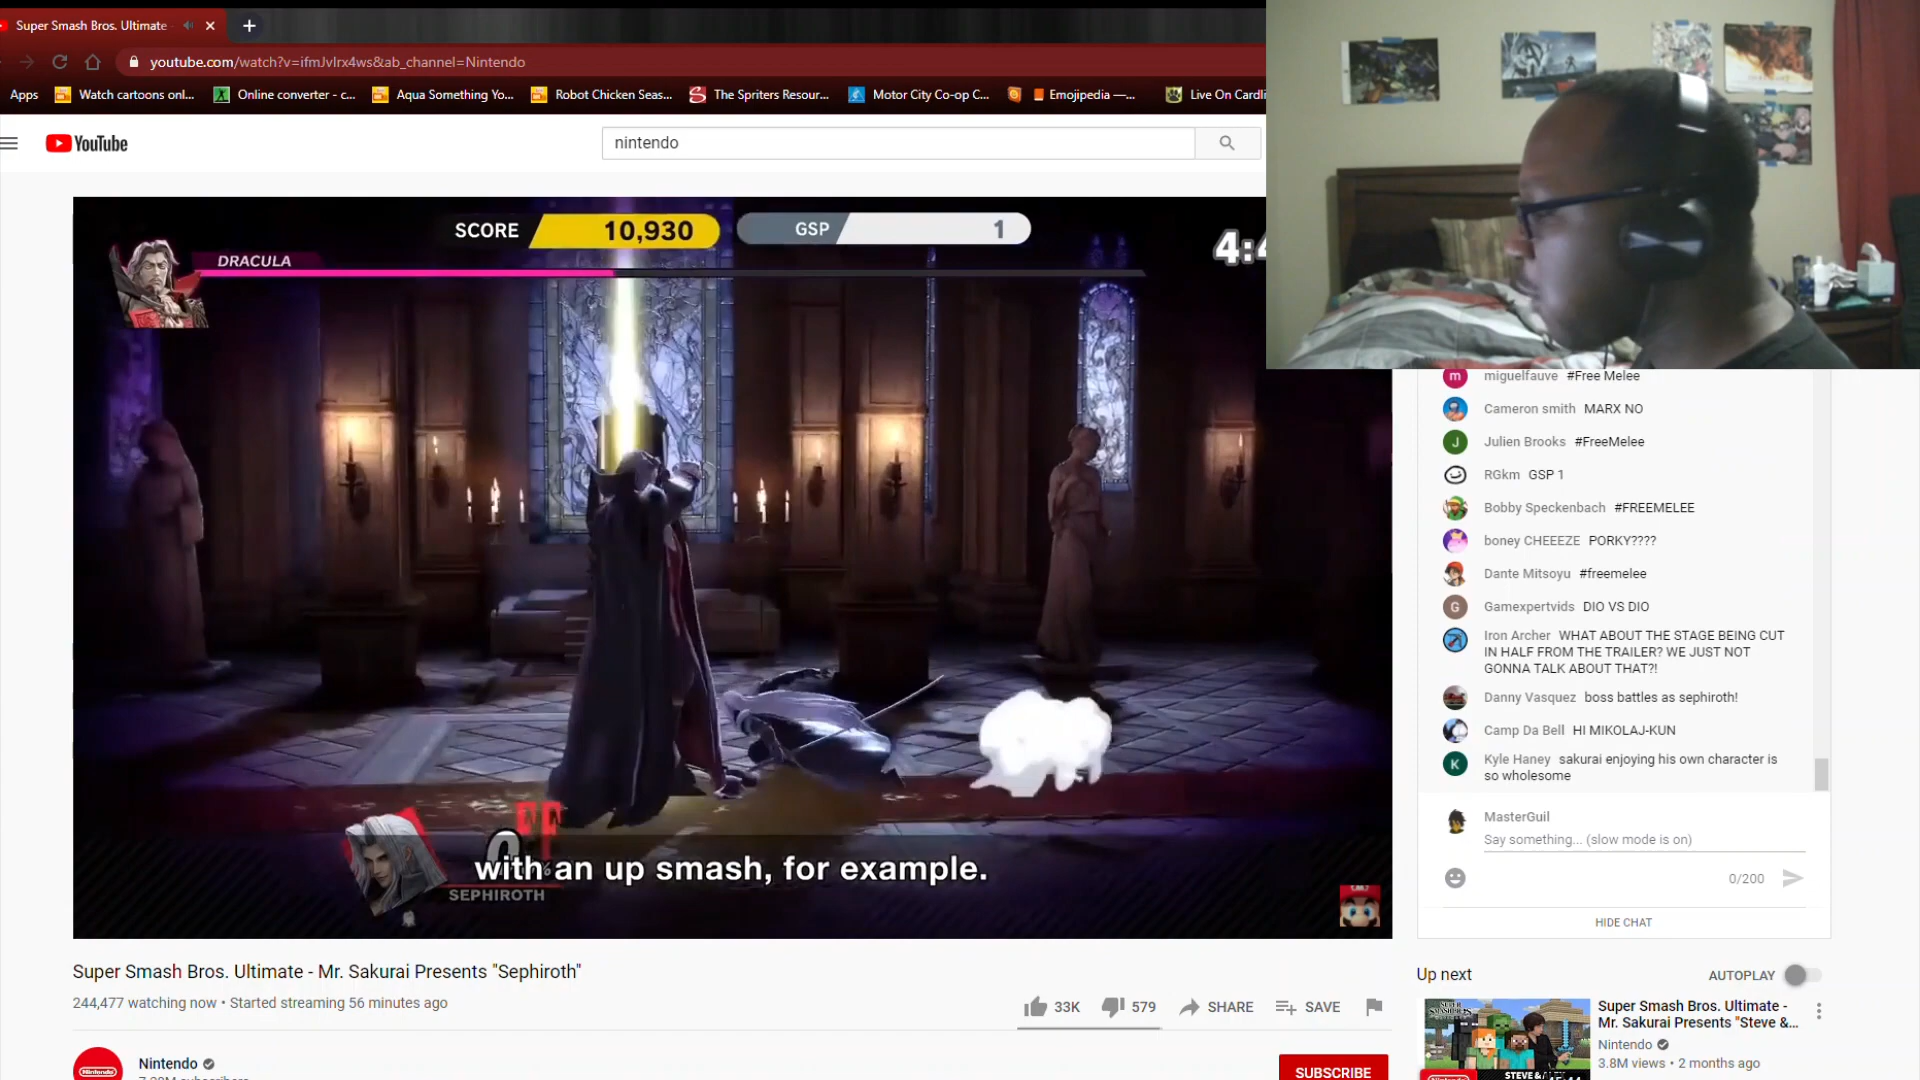 Super Smash Bros. Ultimate
youtube.com/watch?v=ifmJvlrx4ws&ab_channel=Nintendo
Apps Watch cartoons onl... Online converter - c... Aqua Something Yo... Robot Chicken Seas... The Spriters Resour... Motor City Co-op C... Emojipedia —... Live On Cardl
YouTube
nintendo
SCORE 10,930 GSP 1
4:4
DRACULA
with an up smash, for example.
SEPHIROTH
miguelfauve #Free Melee
Cameron smith MARX NO
Julien Brooks #FreeMelee
RGkm GSP 1
Bobby Speckenbach #FREEMELEE
boney CHEEEZE PORKY????
Dante Mitsoyu #freemelee
Gamexpertvids DIO VS DIO
Iron Archer WHAT ABOUT THE STAGE BEING CUT
IN HALF FROM THE TRAILER? WE JUST NOT
GONNA TALK ABOUT THAT?!
Danny Vasquez boss battles as sephiroth!
Camp Da Bell HI MIKOLAJ-KUN
Kyle Haney sakurai enjoying his own character is
so wholesome
MasterGuil
Say something... (slow mode is on)
0/200
HIDE CHAT
Super Smash Bros. Ultimate - Mr. Sakurai Presents "Sephiroth"
244,477 watching now • Started streaming 56 minutes ago
33K 579 SHARE SAVE
Nintendo
SUBSCRIBE
Up next AUTOPLAY
Super Smash Bros. Ultimate -
Mr. Sakurai Presents "Steve &...
Nintendo
3.8M views • 2 months ago